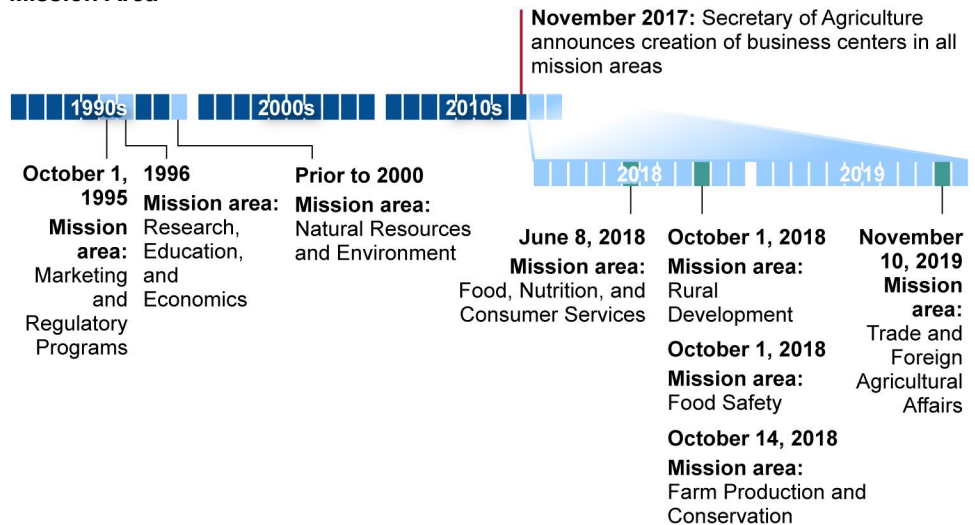 Mission Area
November 2017: Secretary of Agriculture
announces creation of business centers in all
mission areas
1990s
2000s
2010s
2018
2019
October 1,
1995
Mission
area:
Marketing
and
Regulatory
Programs
1996
Mission area:
Research,
Education,
and
Economics
Prior to 2000
Mission area:
Natural Resources
and Environment
June 8, 2018
Mission area:
Food, Nutrition, and
Consumer Services
October 1, 2018
Mission area:
Rural
Development
October 1, 2018
Mission area:
Food Safety
October 14, 2018
Mission area:
Farm Production and
Conservation
November
10, 2019
Mission
area:
Trade and
Foreign
Agricultural
Affairs